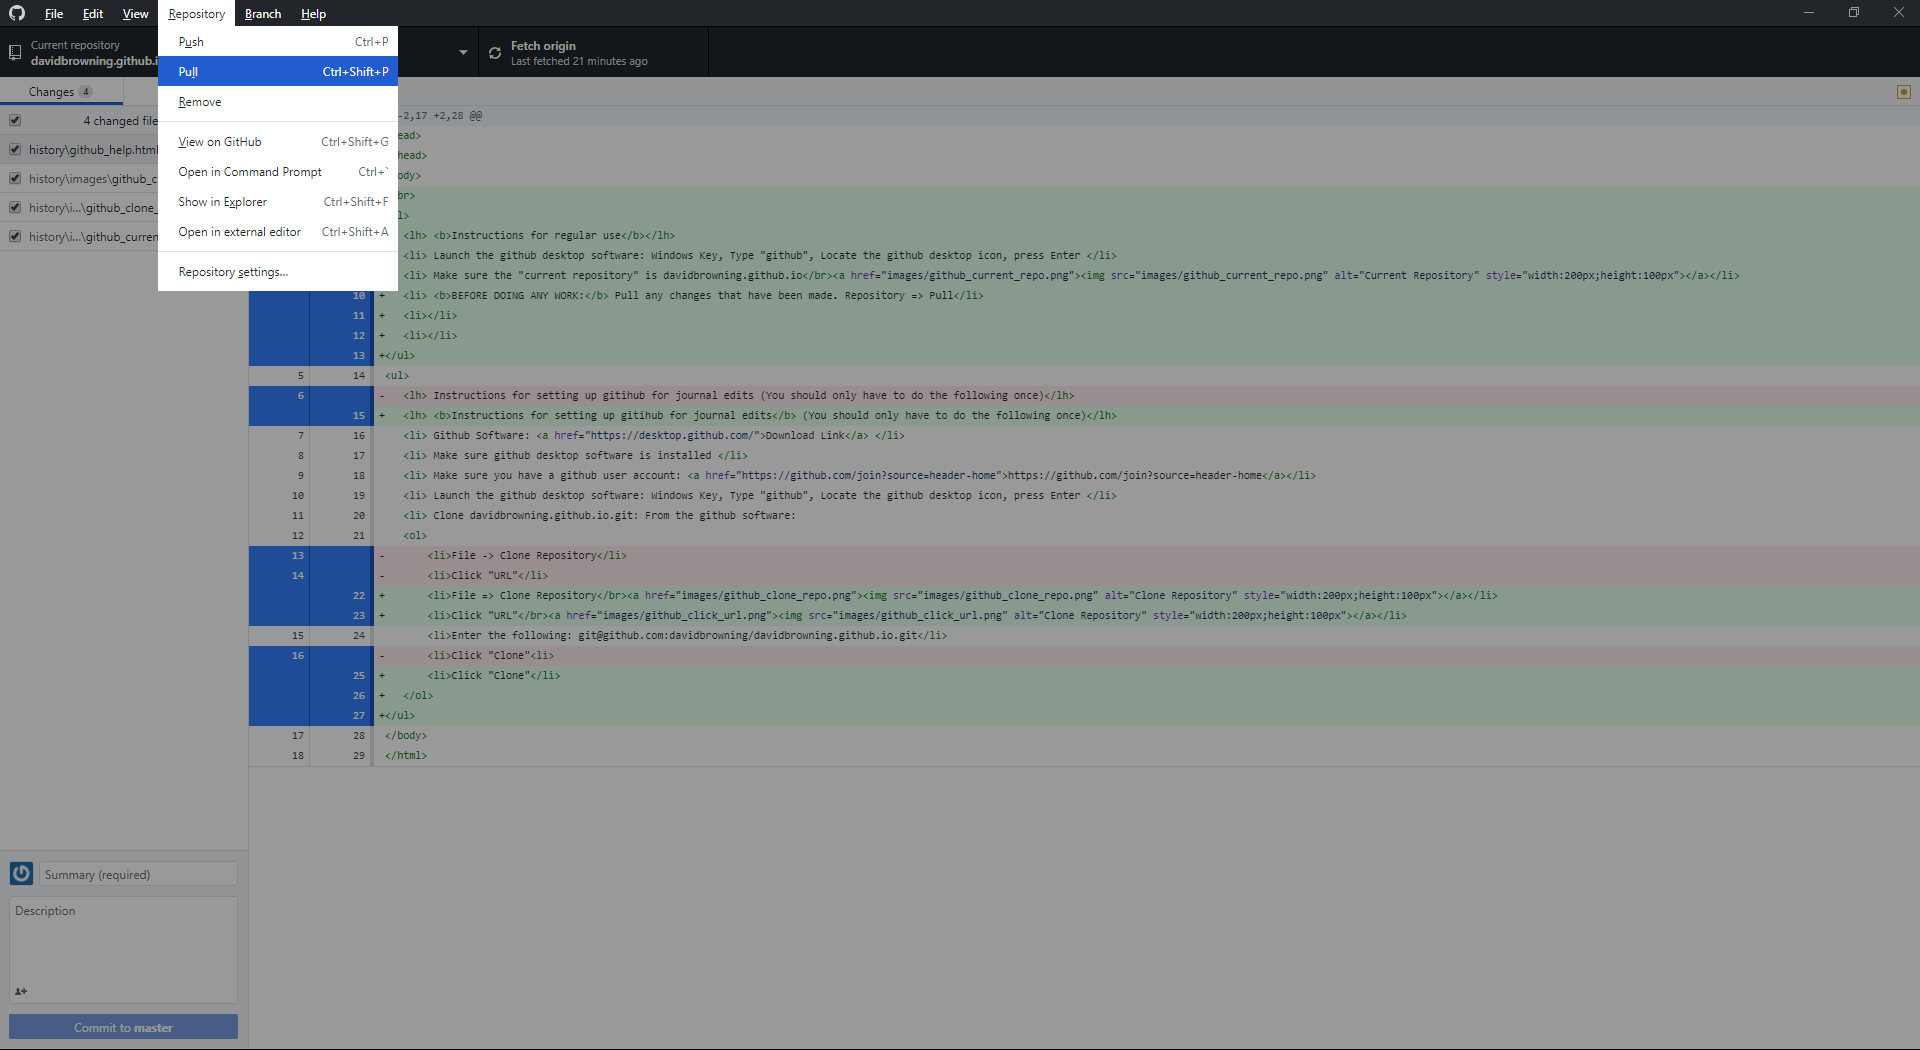 File Edit View Repository Branch Help
Current repository
davidbrowning.github.i
Fetch origin
Last fetched 21 minutes ago
Push Ctrl+P
Pull Ctrl+Shift+P
Remove
View on GitHub Ctrl+Shift+G
Open in Command Prompt Ctrl+`
Show in Explorer Ctrl+Shift+F
Open in external editor Ctrl+Shift+A
Repository settings...
Changes 4
4 changed file
history\github_help.html
history\images\github_c
history\i...\github_clone_
history\i...\github_curren
-2,17 +2,28 @@
ead>
head>
ody>
br>
l>
<lh> <b>Instructions for regular use</b></lh>
<li> Launch the github desktop software: Windows Key, Type "github", Locate the github desktop icon, press Enter </li>
<li> Make sure the "current repository" is davidbrowning.github.io</br><a href="images/github_current_repo.png"><img src="images/github_current_repo.png" alt="Current Repository" style="width:200px;height:100px"></a></li>
10 + <li> <b>BEFORE DOING ANY WORK:</b> Pull any changes that have been made. Repository => Pull</li>
11 + <li></li>
12 + <li></li>
13 +</ul>
5 14 <ul>
6 - <lh> Instructions for setting up gitihub for journal edits (You should only have to do the following once)</lh>
15 + <lh> <b>Instructions for setting up gitihub for journal edits</b> (You should only have to do the following once)</lh>
7 16 <li> Github Software: <a href="https://desktop.github.com/">Download Link</a> </li>
8 17 <li> Make sure github desktop software is installed </li>
9 18 <li> Make sure you have a github user account: <a href="https://github.com/join?source=header-home">https://github.com/join?source=header-home</a></li>
10 19 <li> Launch the github desktop software: Windows Key, Type "github", Locate the github desktop icon, press Enter </li>
11 20 <li> Clone davidbrowning.github.io.git: From the github software:
12 21 <ol>
13 - <li>File -> Clone Repository</li>
14 - <li>Click "URL"</li>
22 + <li>File => Clone Repository</br><a href="images/github_clone_repo.png"><img src="images/github_clone_repo.png" alt="Clone Repository" style="width:200px;height:100px"></a></li>
23 + <li>Click "URL"</br><a href="images/github_click_url.png"><img src="images/github_click_url.png" alt="Clone Repository" style="width:200px;height:100px"></a></li>
15 24 <li>Enter the following: git@github.com:davidbrowning/davidbrowning.github.io.git</li>
16 - <li>Click "Clone"<li>
25 + <li>Click "Clone"</li>
26 + </ol>
27 +</ul>
17 28 </body>
18 29 </html>
Summary (required)
Description
Commit to master